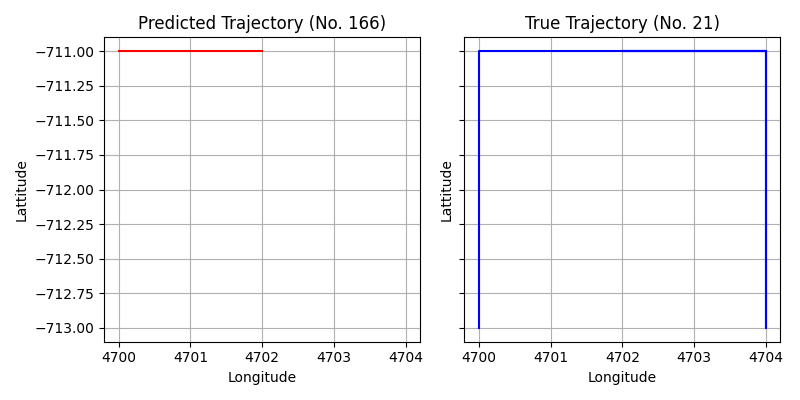 Predicted Trajectory (No. 166)
True Trajectory (No. 21)
−711.00
−711.25
−711.50
−711.75
−712.00
−712.25
−712.50
−712.75
−713.00
Lattitude
Lattitude
4700 4701 4702 4703 4704
4700 4701 4702 4703 4704
Longitude
Longitude